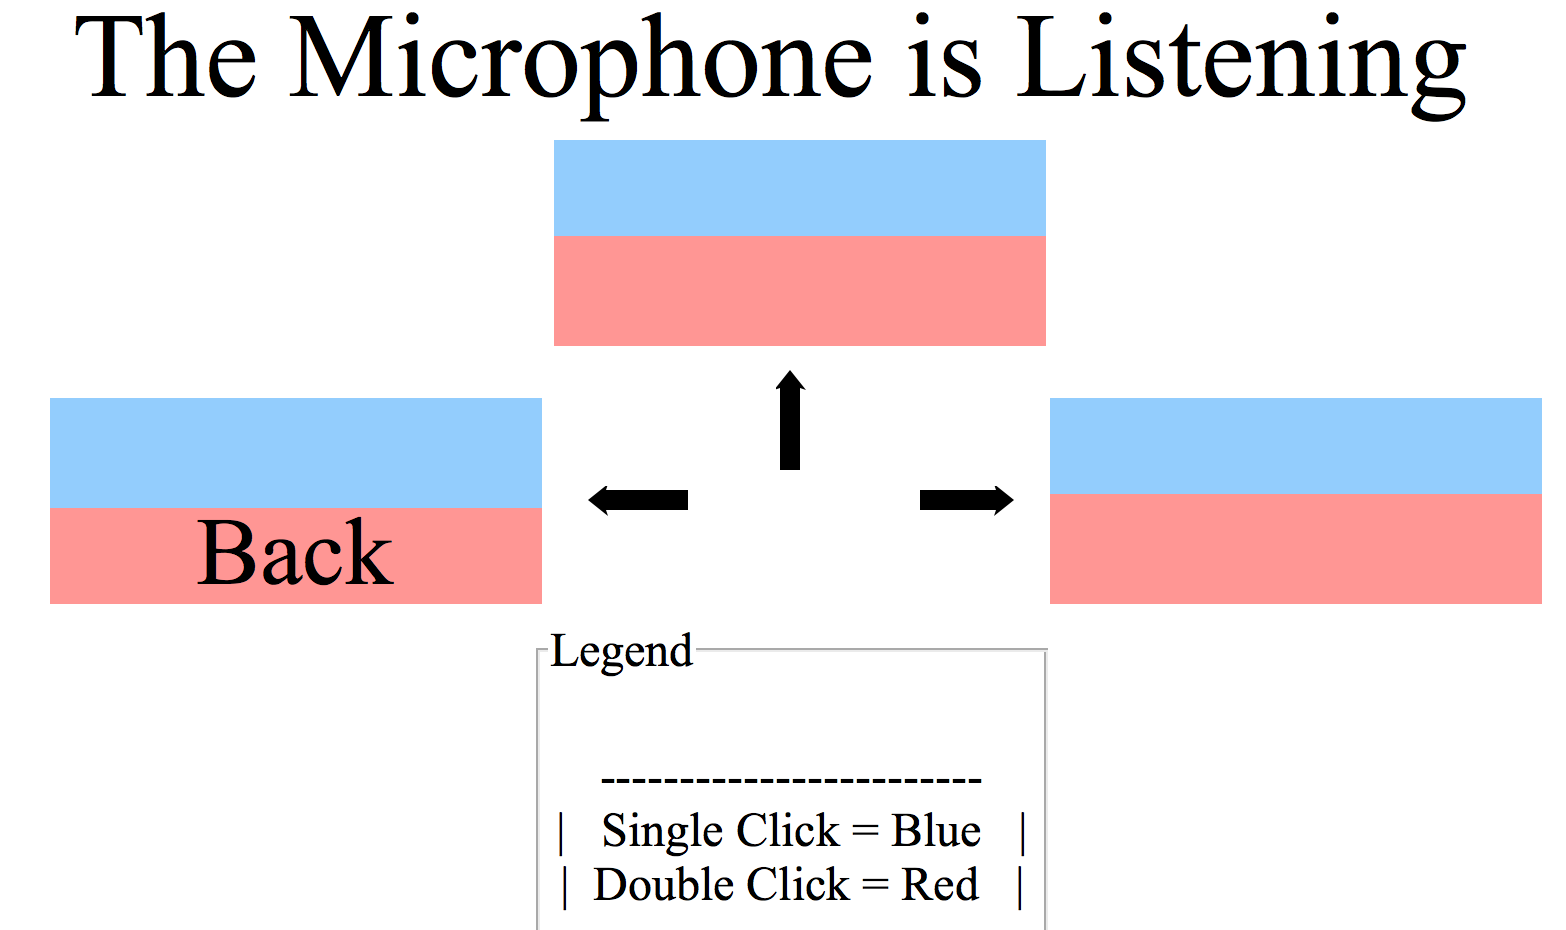 The Microphone is Listening
Back
Legend
------------------------
| Single Click = Blue |
| Double Click = Red |